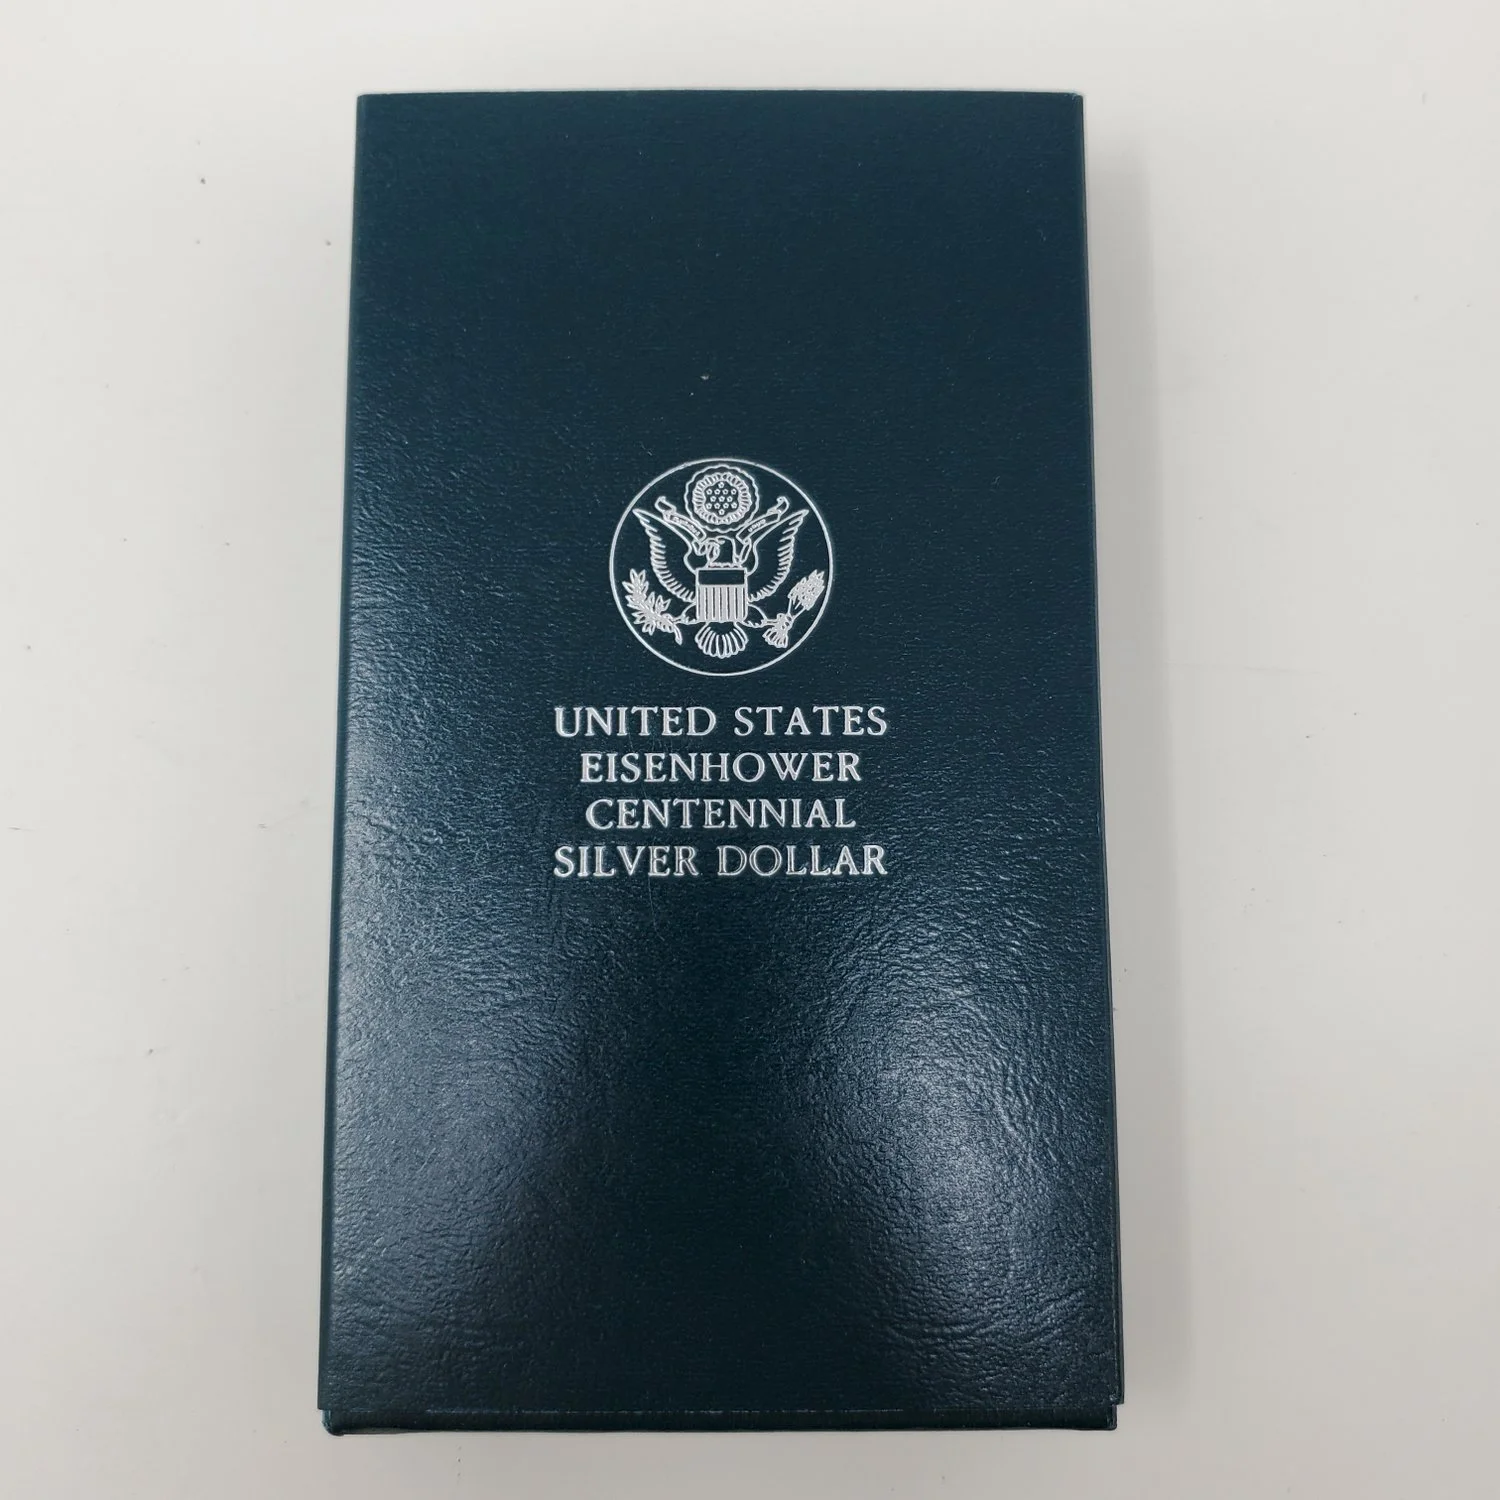 UNITED STATES
EISENHOWER
CENTENNIAL
SILVER DOLLAR